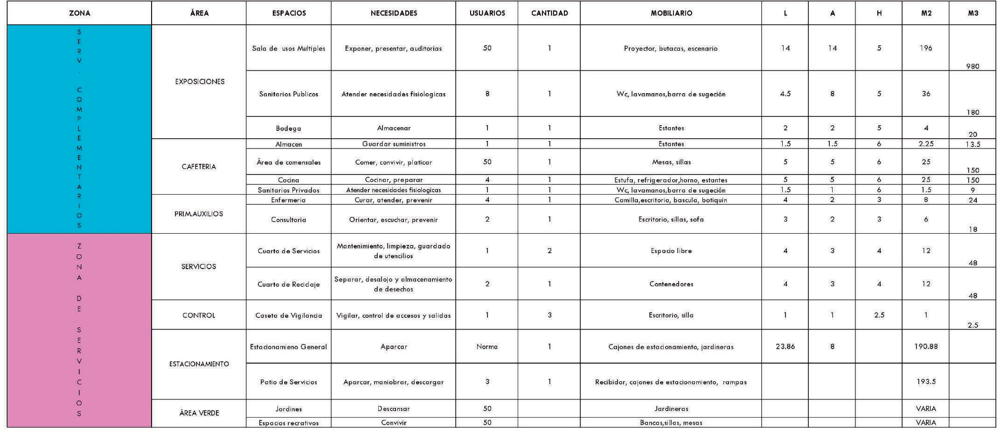 ZONA ÁREA ESPACIOS NECESIDADES USUARIOS CANTIDAD MOBILIARIO L A H M2 M3
SERV. COMPLEMENTARIOS
EXPOSICIONES
Sala de usos Multiples Exponer, presentar, auditorias 50 1 Proyector, butacas, escenario 14 14 5 196 980
Sanitarios Publicos Atender necesidades fisiologicas 8 1 Wc, lavamanos,barra de sugeción 4.5 8 5 36 180
Bodega Almacenar 1 1 Estantes 2 2 5 4 20
CAFETERIA
Almacen Guardar suministros 1 1 Estantes 1.5 1.5 6 2.25 13.5
Área de comensales Comer, convivir, platicar 50 1 Mesas, sillas 5 5 6 25 150
Cocina Cocinar, preparar 4 1 Estufa, refrigerador,horno, estantes 5 5 6 25 150
Sanitarios Privados Atender necesidades fisiologicas 1 1 Wc, lavamanos,barra de sugeción 1.5 1 6 1.5 9
PRIM.AUXILIOS
Enfermeria Curar, atender, prevenir 4 1 Camilla,escritorio, bascula, botiquin 4 2 3 8 24
Consultoria Orientar, escuchar, prevenir 2 1 Escritorio, sillas, sofa 3 2 3 6 18
ZONA DE SERVICIOS
SERVICIOS
Cuarto de Servicios Mantenimiento, limpieza, guardado
de utencilios 1 2 Espacio libre 4 3 4 12 48
Cuarto de Reciclaje Separar, desalojo y almacenamiento
de desechos 2 1 Contenedores 4 3 4 12 48
CONTROL
Caseta de Vigilancia Vigilar, control de accesos y salidas 1 3 Escritorio, silla 1 1 2.5 1 2.5
ESTACIONAMIENTO
Estacionamieno General Aparcar Norma 1 Cajones de estacionamiento, jardineras 23.86 8 190.88
Patio de Servicios Aparcar, maniobrar, descargar 3 1 Recibidor, cajones de estacionamiento, rampas 193.5
ÁREA VERDE
Jardines Descansar 50 Jardineras VARIA
Espacios recrativos Convivir 50 Bancas,sillas, mesas VARIA